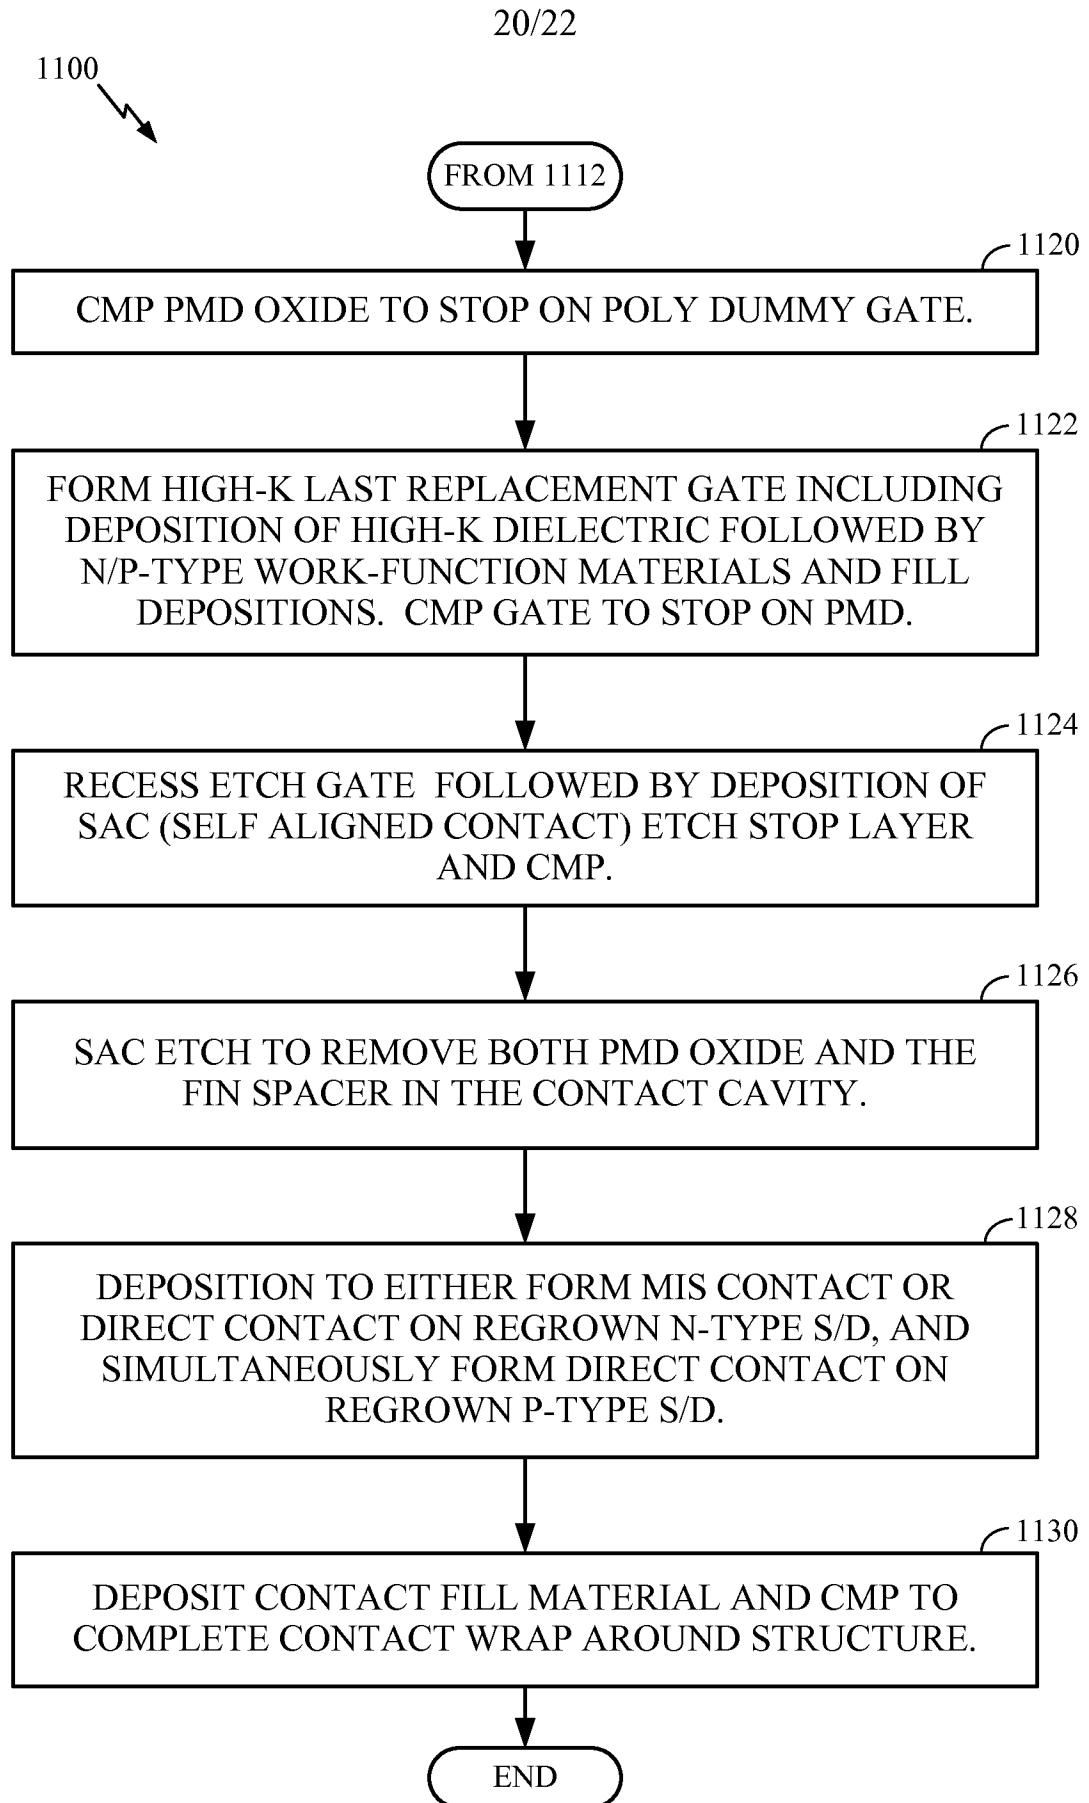 20/22
1100
FROM 1112
1120
CMP PMD OXIDE TO STOP ON POLY DUMMY GATE.
1122
FORM HIGH-K LAST REPLACEMENT GATE INCLUDING
DEPOSITION OF HIGH-K DIELECTRIC FOLLOWED BY
N/P-TYPE WORK-FUNCTION MATERIALS AND FILL
DEPOSITIONS. CMP GATE TO STOP ON PMD.
1124
RECESS ETCH GATE FOLLOWED BY DEPOSITION OF
SAC (SELF ALIGNED CONTACT) ETCH STOP LAYER
AND CMP.
1126
SAC ETCH TO REMOVE BOTH PMD OXIDE AND THE
FIN SPACER IN THE CONTACT CAVITY.
1128
DEPOSITION TO EITHER FORM MIS CONTACT OR
DIRECT CONTACT ON REGROWN N-TYPE S/D, AND
SIMULTANEOUSLY FORM DIRECT CONTACT ON
REGROWN P-TYPE S/D.
1130
DEPOSIT CONTACT FILL MATERIAL AND CMP TO
COMPLETE CONTACT WRAP AROUND STRUCTURE.
END